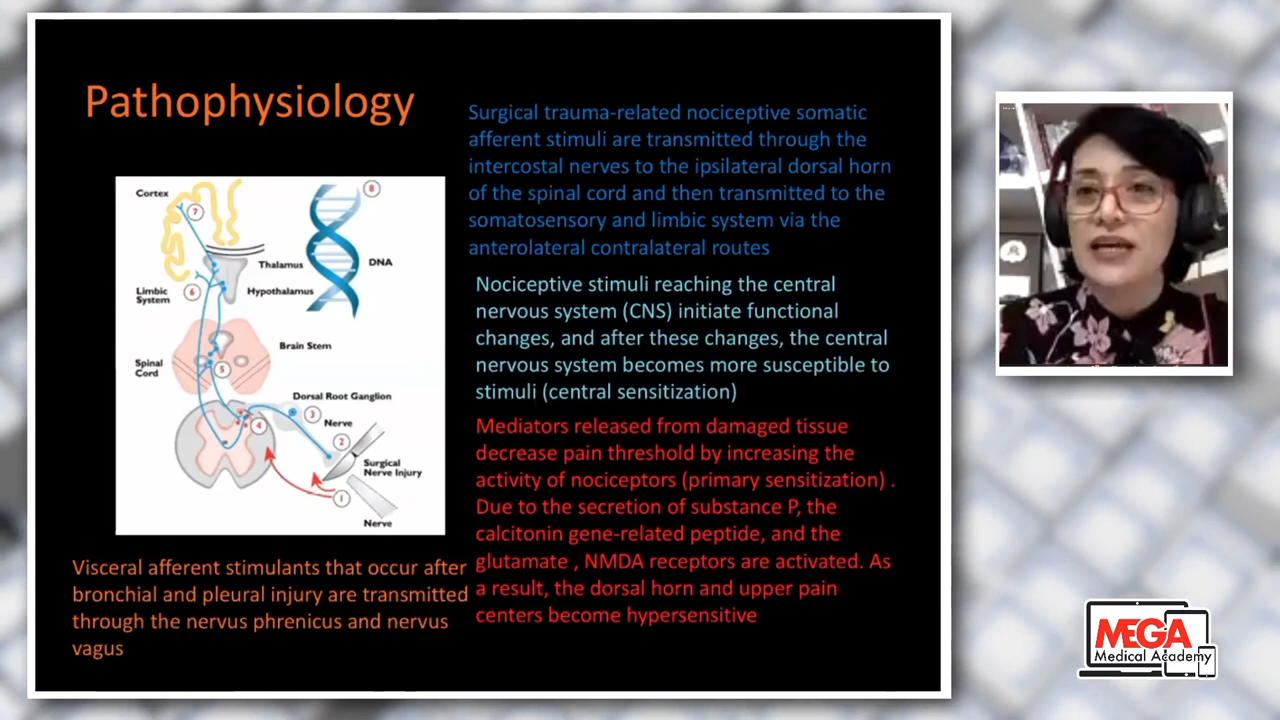 Pathophysiology
Surgical trauma-related nociceptive somatic
afferent stimuli are transmitted through the
intercostal nerves to the ipsilateral dorsal horn
of the spinal cord and then transmitted to the
somatosensory and limbic system via the
anterolateral contralateral routes
Nociceptive stimuli reaching the central
nervous system (CNS) initiate functional
changes, and after these changes, the central
nervous system becomes more susceptible to
stimuli (central sensitization)
Mediators released from damaged tissue
decrease pain threshold by increasing the
activity of nociceptors (primary sensitization) .
Due to the secretion of substance P, the
calcitonin gene-related peptide, and the
glutamate , NMDA receptors are activated. As
a result, the dorsal horn and upper pain
centers become hypersensitive
Cortex
7
8
Thalamus
DNA
Limbic
System
6
Hypothalamus
Brain Stem
Spinal
Cord
5
Dorsal Root Ganglion
3
Nerve
4
2
Surgical
Nerve Injury
1
Nerve
Visceral afferent stimulants that occur after
bronchial and pleural injury are transmitted
through the nervus phrenicus and nervus
vagus
MEGA
Medical Academy